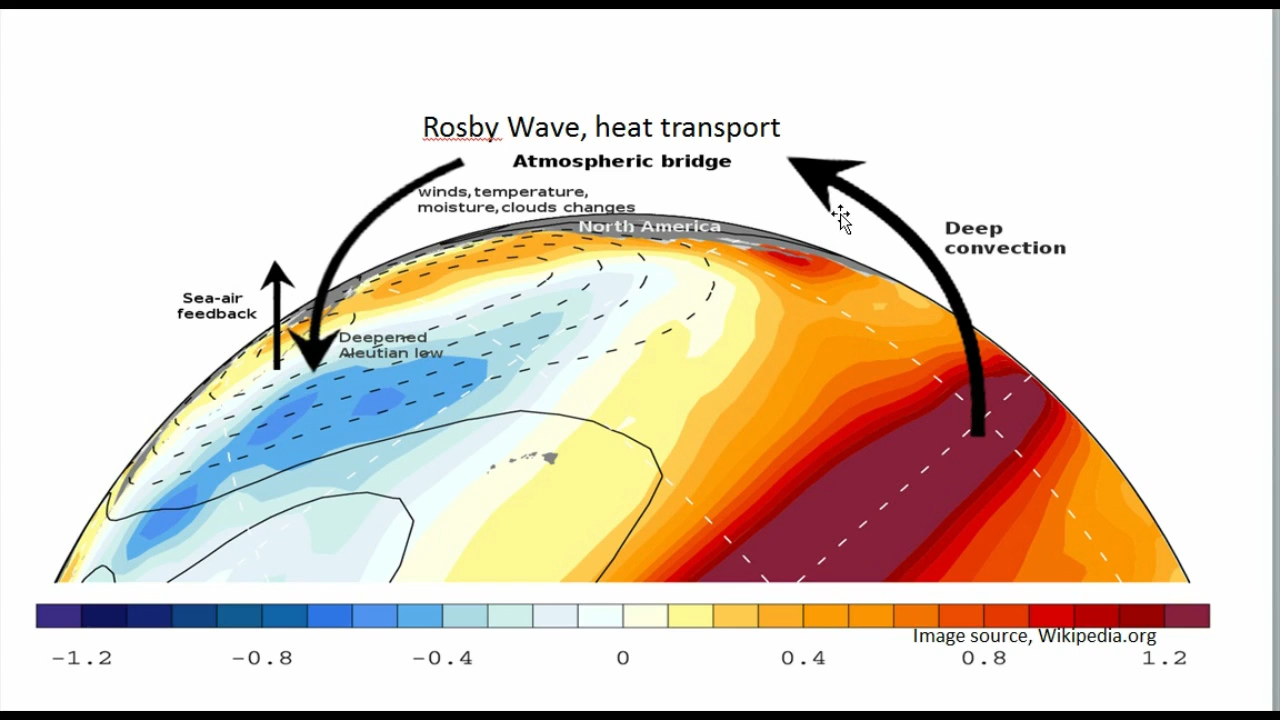 Rosby Wave, heat transport
Atmospheric bridge
winds, temperature,
moisture, clouds changes
North America
Deep
convection
Sea-air
feedback
Deepened
Aleutian low
Image source, Wikipedia.org
-1.2 -0.8 -0.4 0 0.4 0.8 1.2